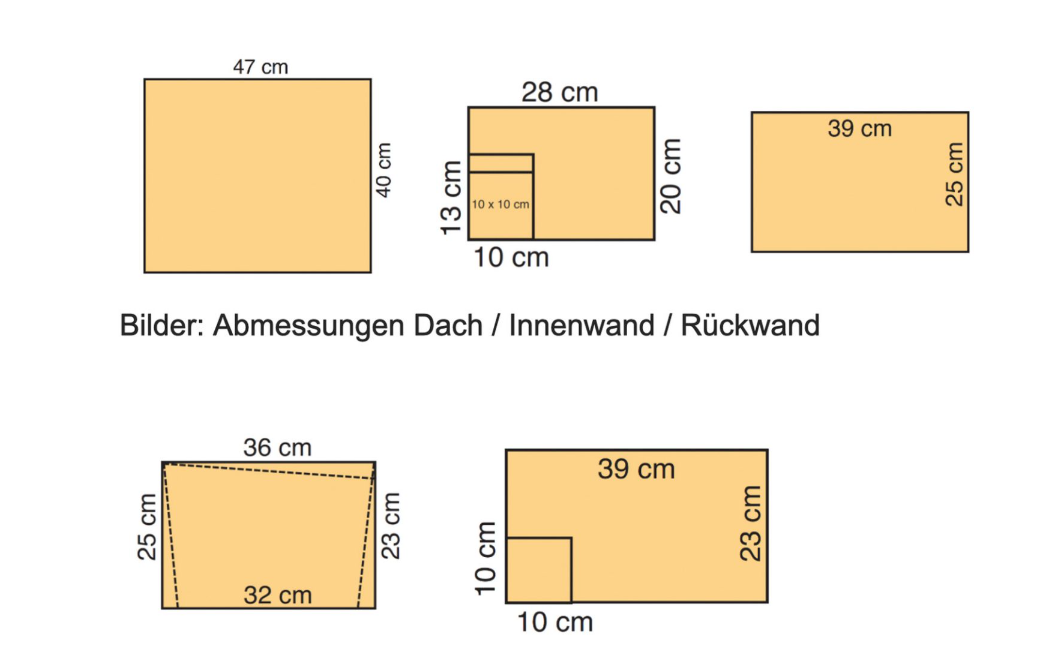 47 cm
40 cm
28 cm
13 cm
10 x 10 cm
20 cm
10 cm
39 cm
25 cm
Bilder: Abmessungen Dach / Innenwand / Rückwand
36 cm
25 cm
23 cm
32 cm
39 cm
10 cm
23 cm
10 cm